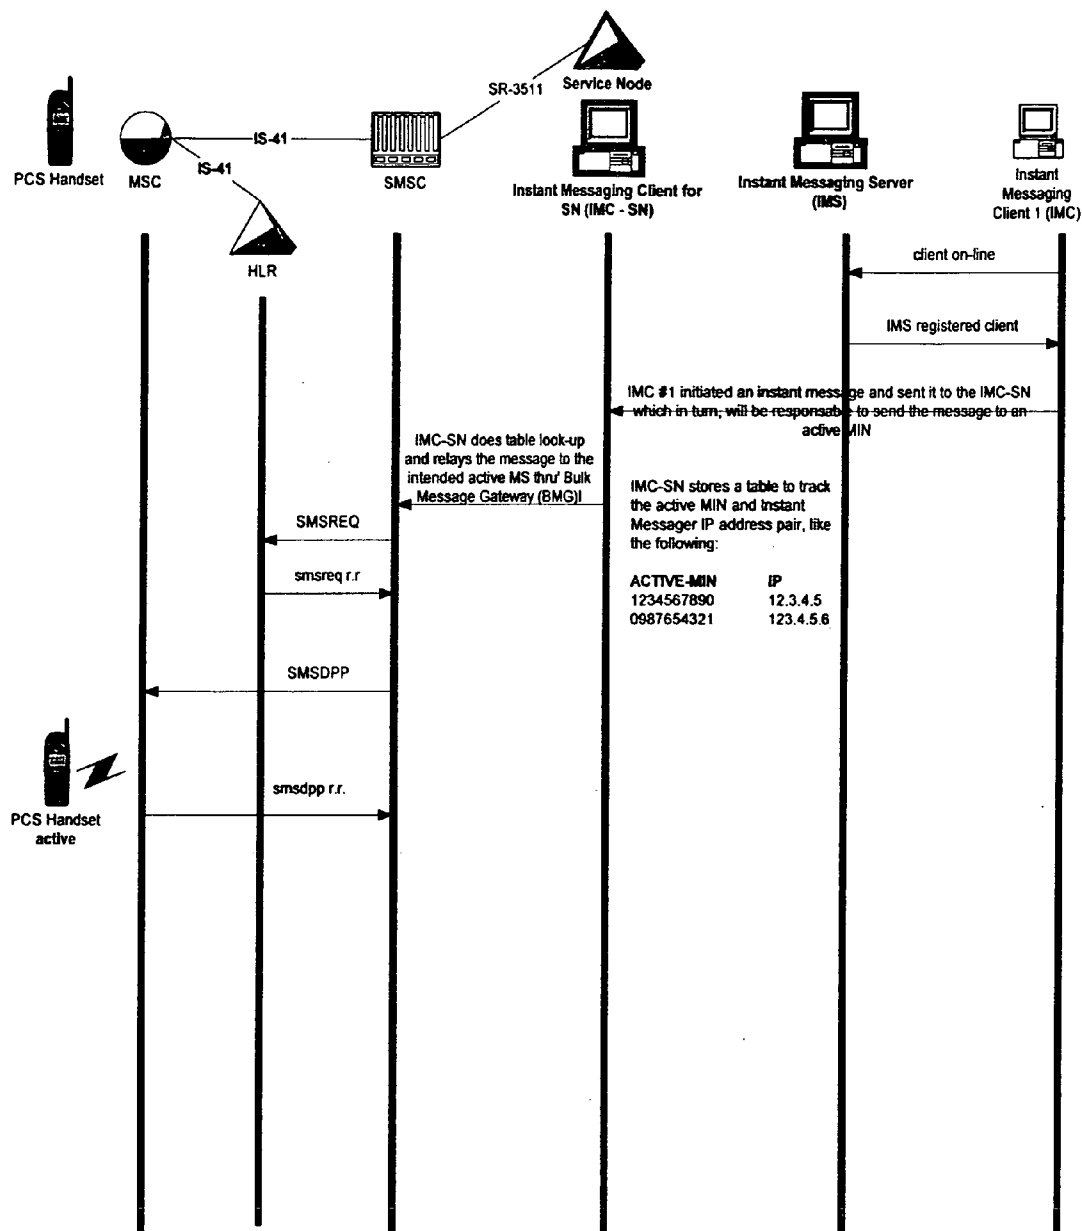 SR-3511
Service Node
IS-41
IS-41
PCS Handset
MSC
SMSC
Instant Messaging Client for
SN (IMC - SN)
Instant Messaging Server
(IMS)
Instant
Messaging
Client 1 (IMC)
HLR
client on-line
IMS registered client
IMC #1 initiated an instant message and sent it to the IMC-SN
which in turn, will be responsable to send the message to an
active MIN
IMC-SN does table look-up
and relays the message to the
intended active MS thru' Bulk
Message Gateway (BMG)l
IMC-SN stores a table to track
the active MIN and Instant
Messager IP address pair, like
the following:
ACTIVE-MIN IP
1234567890 12.3.4.5
0987654321 123.4.5.6
SMSREQ
smsreq r.r
SMSDPP
smsdpp r.r.
PCS Handset
active